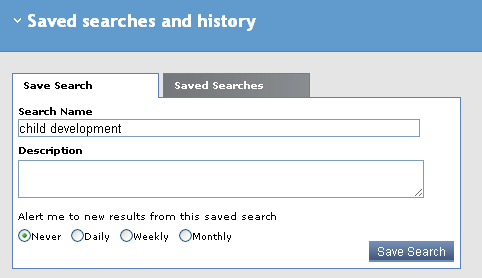 Saved searches and history
Save Search Saved Searches
Search Name
child development
Description
Alert me to new results from this saved search
Never Daily Weekly Monthly
Save Search